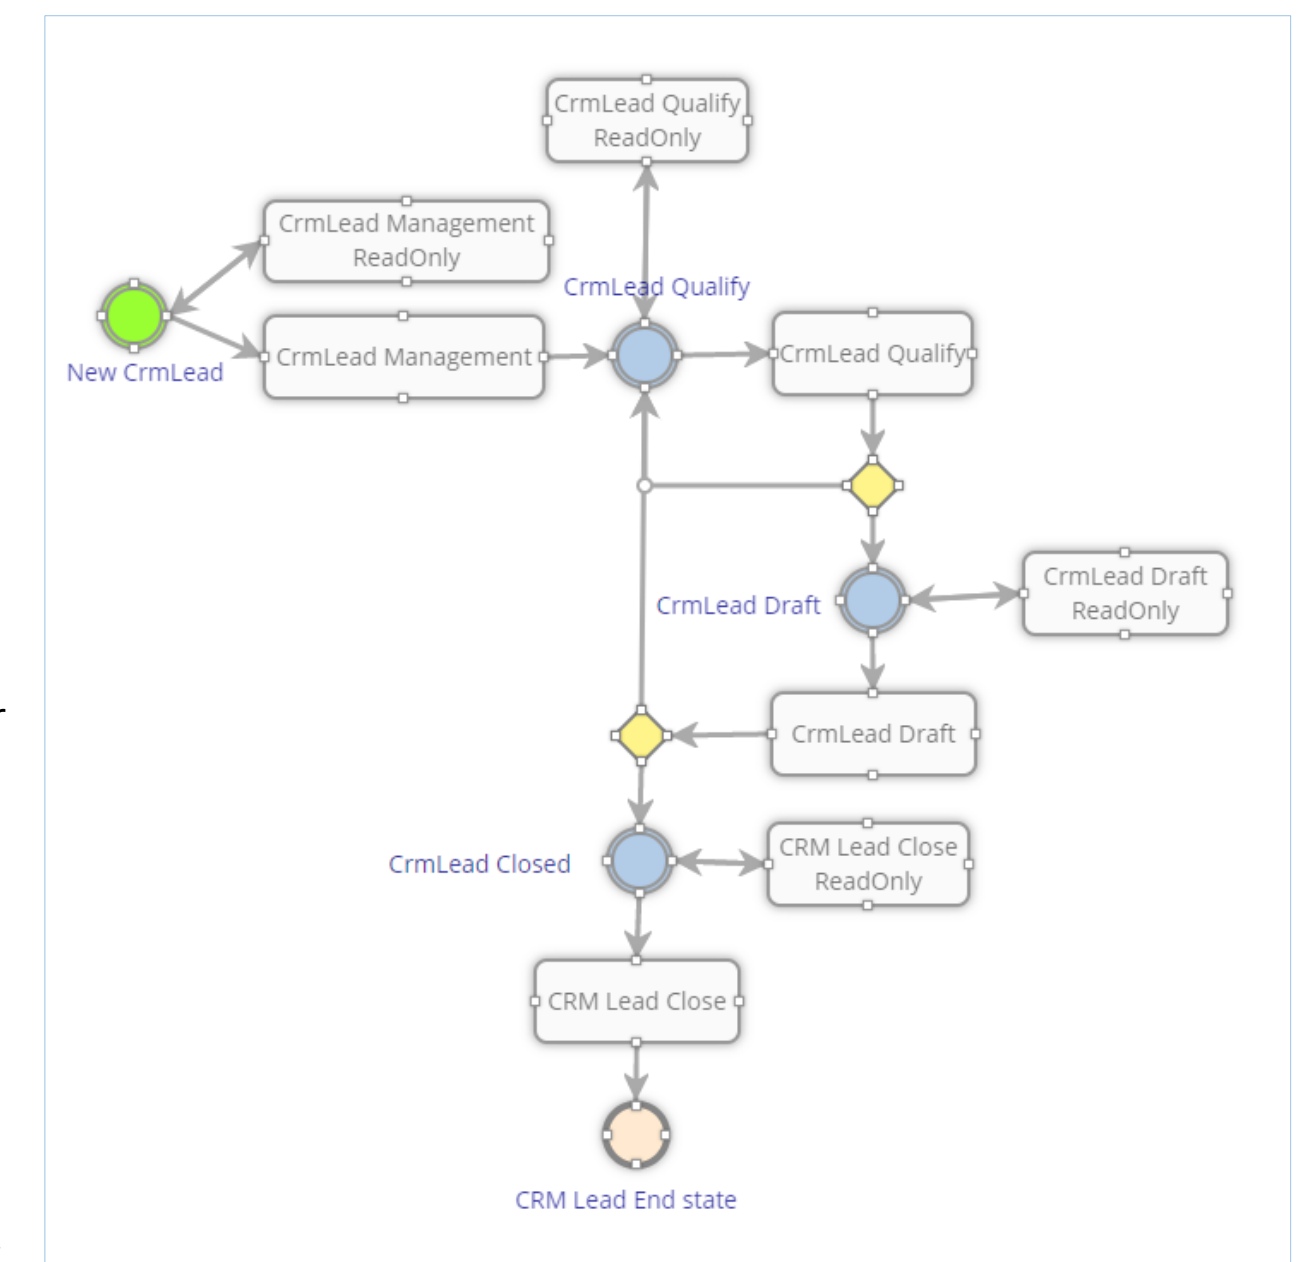 CrmLead Qualify
ReadOnly
CrmLead Management
ReadOnly
CrmLead Qualify
New CrmLead
CrmLead Management
CrmLead Qualify
CrmLead Draft
CrmLead Draft
ReadOnly
CrmLead Draft
CrmLead Closed
CRM Lead Close
ReadOnly
CRM Lead Close
CRM Lead End state